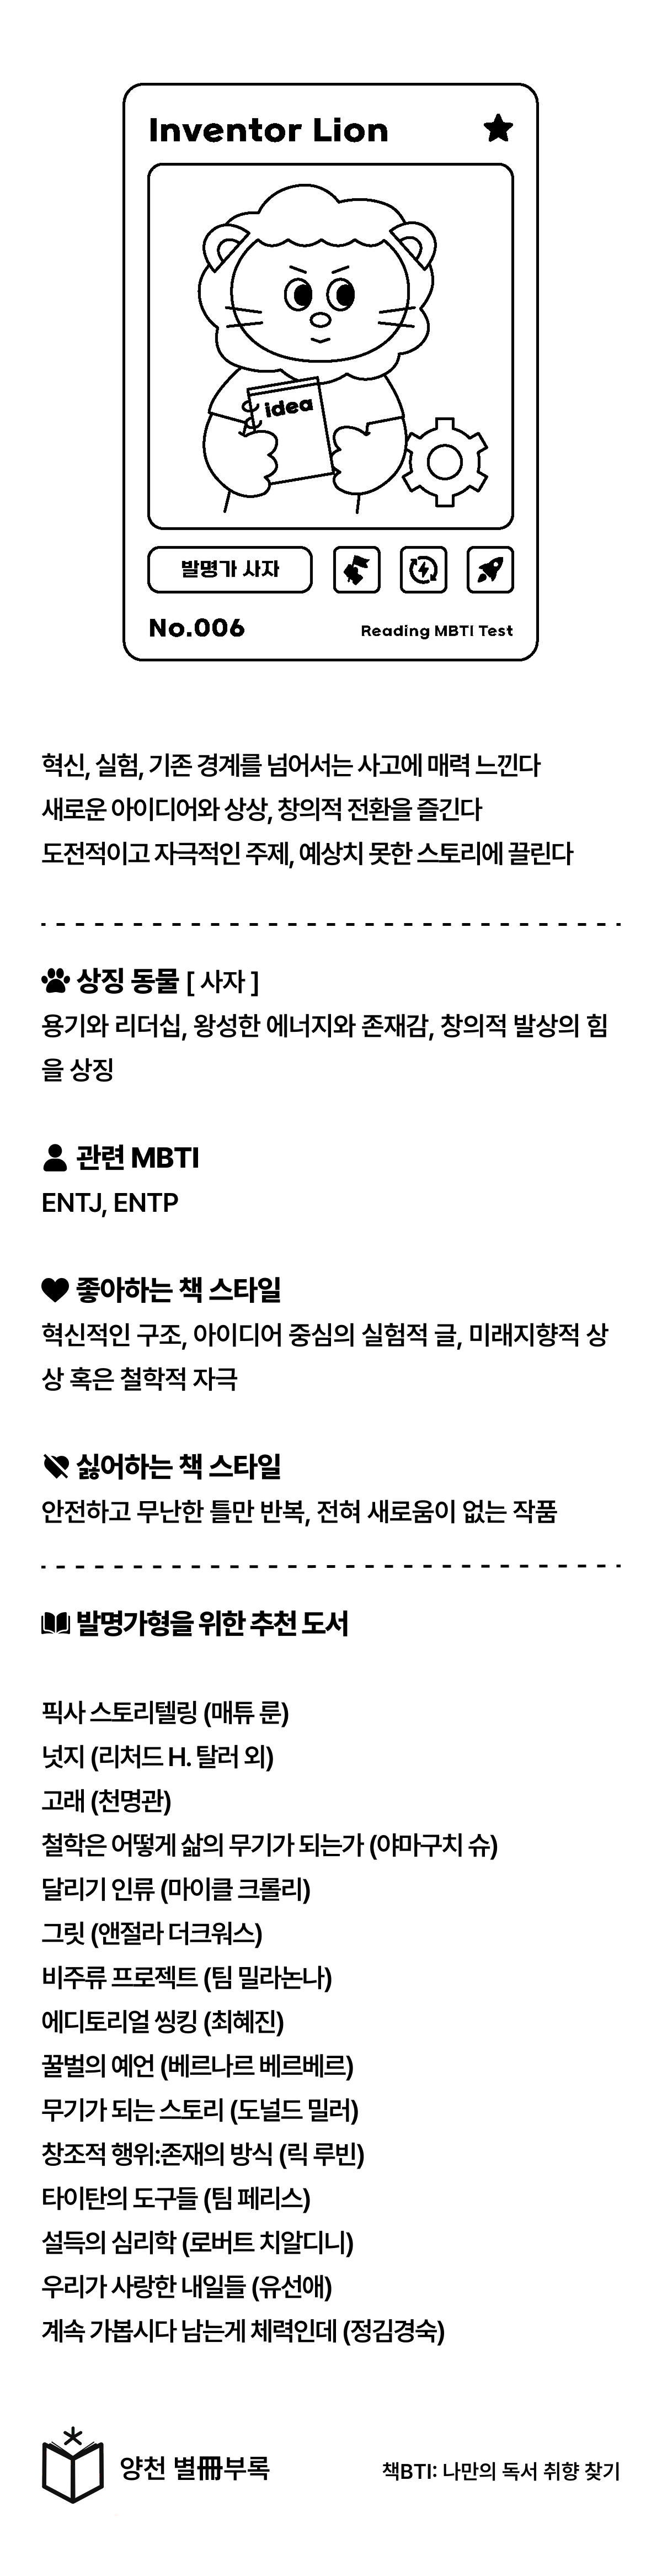 Inventor Lion
idea
발명가 사자
No.006
Reading MBTI Test
혁신, 실험, 기존 경계를 넘어서는 사고에 매력 느낀다
새로운 아이디어와 상상, 창의적 전환을 즐긴다
도전적이고 자극적인 주제, 예상치 못한 스토리에 끌린다
상징 동물 [ 사자 ]
용기와 리더십, 왕성한 에너지와 존재감, 창의적 발상의 힘
을 상징
관련 MBTI
ENTJ, ENTP
좋아하는 책 스타일
혁신적인 구조, 아이디어 중심의 실험적 글, 미래지향적 상
상 혹은 철학적 자극
싫어하는 책 스타일
안전하고 무난한 틀만 반복, 전혀 새로움이 없는 작품
발명가형을 위한 추천 도서
픽사 스토리텔링 (매튜 룬)
넛지 (리처드 H. 탈러 외)
고래 (천명관)
철학은 어떻게 삶의 무기가 되는가 (야마구치 슈)
달리기 인류 (마이클 크롤리)
그릿 (앤절라 더크워스)
비주류 프로젝트 (팀 밀라논나)
에디토리얼 씽킹 (최혜진)
꿀벌의 예언 (베르나르 베르베르)
무기가 되는 스토리 (도널드 밀러)
창조적 행위:존재의 방식 (릭 루빈)
타이탄의 도구들 (팀 페리스)
설득의 심리학 (로버트 치알디니)
우리가 사랑한 내일들 (유선애)
계속 가봅시다 남는게 체력인데 (정김경숙)
양천 별冊부록
책BTI: 나만의 독서 취향 찾기